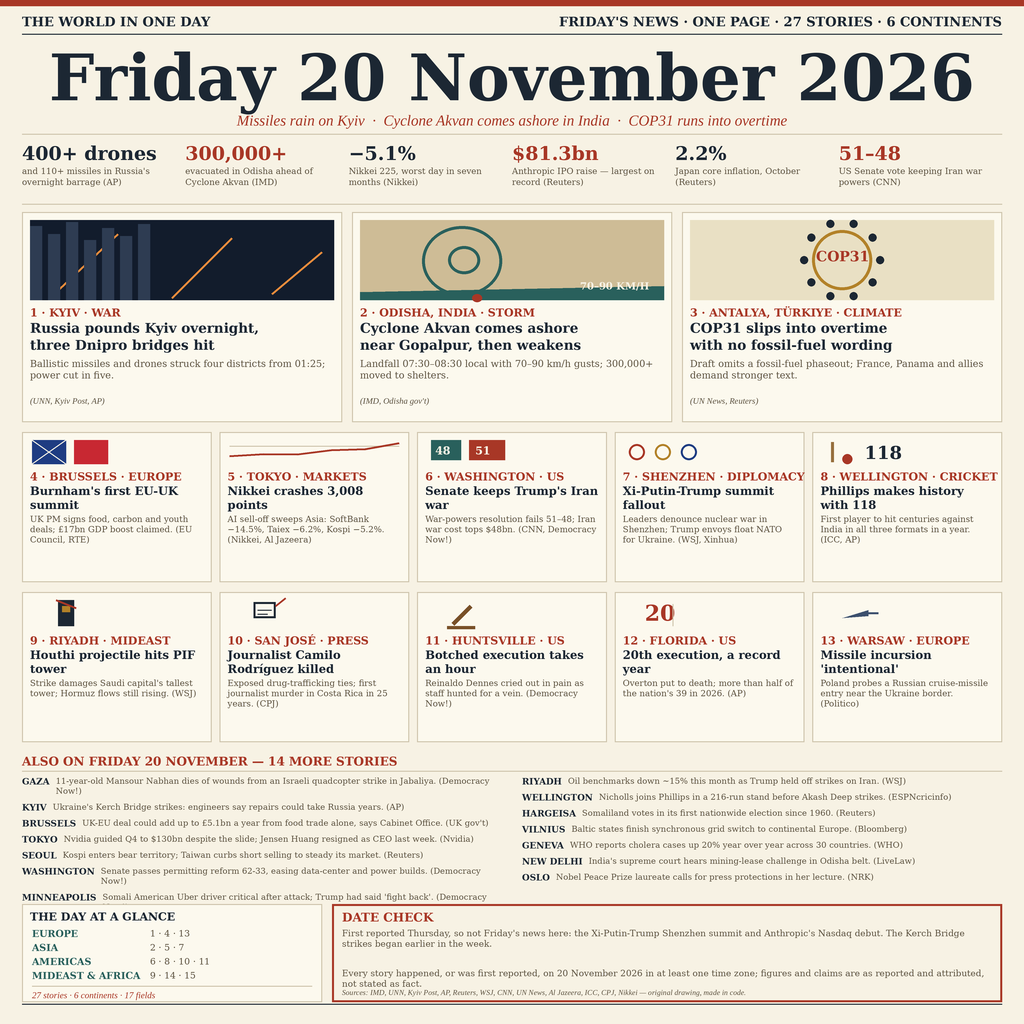 THE WORLD IN ONE DAY
FRIDAY'S NEWS · ONE PAGE · 27 STORIES · 6 CONTINENTS
Friday 20 November 2026
Missiles rain on Kyiv · Cyclone Akvan comes ashore in India · COP31 runs into overtime
400+ drones
and 110+ missiles in Russia's
overnight barrage (AP)
300,000+
evacuated in Odisha ahead of
Cyclone Akvan (IMD)
−5.1%
Nikkei 225, worst day in seven
months (Nikkei)
$81.3bn
Anthropic IPO raise — largest on
record (Reuters)
2.2%
Japan core inflation, October
(Reuters)
51–48
US Senate vote keeping Iran war
powers (CNN)
1 · KYIV · WAR
Russia pounds Kyiv overnight,
three Dnipro bridges hit
Ballistic missiles and drones struck four districts from 01:25;
power cut in five.
(UNN, Kyiv Post, AP)
70–90 KM/H
2 · ODISHA, INDIA · STORM
Cyclone Akvan comes ashore
near Gopalpur, then weakens
Landfall 07:30–08:30 local with 70–90 km/h gusts; 300,000+
moved to shelters.
(IMD, Odisha gov't)
COP31
3 · ANTALYA, TÜRKIYE · CLIMATE
COP31 slips into overtime
with no fossil-fuel wording
Draft omits a fossil-fuel phaseout; France, Panama and allies
demand stronger text.
(UN News, Reuters)
4 · BRUSSELS · EUROPE
Burnham's first EU-UK
summit
UK PM signs food, carbon and youth
deals; £17bn GDP boost claimed. (EU
Council, RTE)
5 · TOKYO · MARKETS
Nikkei crashes 3,008
points
AI sell-off sweeps Asia: SoftBank
−14.5%, Taiex −6.2%, Kospi −5.2%.
(Nikkei, Al Jazeera)
48 51
6 · WASHINGTON · US
Senate keeps Trump's Iran
war
War-powers resolution fails 51–48; Iran
war cost tops $48bn. (CNN, Democracy
Now!)
7 · SHENZHEN · DIPLOMACY
Xi-Putin-Trump summit
fallout
Leaders denounce nuclear war in
Shenzhen; Trump envoys float NATO
for Ukraine. (WSJ, Xinhua)
118
8 · WELLINGTON · CRICKET
Phillips makes history
with 118
First player to hit centuries against
India in all three formats in a year.
(ICC, AP)
9 · RIYADH · MIDEAST
Houthi projectile hits PIF
tower
Strike damages Saudi capital's tallest
tower; Hormuz flows still rising. (WSJ)
10 · SAN JOSÉ · PRESS
Journalist Camilo
Rodríguez killed
Exposed drug-trafficking ties; first
journalist murder in Costa Rica in 25
years. (CPJ)
11 · HUNTSVILLE · US
Botched execution takes
an hour
Reinaldo Dennes cried out in pain as
staff hunted for a vein. (Democracy
Now!)
20
12 · FLORIDA · US
20th execution, a record
year
Overton put to death; more than half of
the nation's 39 in 2026. (AP)
13 · WARSAW · EUROPE
Missile incursion
'intentional'
Poland probes a Russian cruise-missile
entry near the Ukraine border.
(Politico)
ALSO ON FRIDAY 20 NOVEMBER — 14 MORE STORIES
GAZA 11-year-old Mansour Nabhan dies of wounds from an Israeli quadcopter strike in Jabaliya. (Democracy
Now!)
KYIV Ukraine's Kerch Bridge strikes: engineers say repairs could take Russia years. (AP)
BRUSSELS UK-EU deal could add up to £5.1bn a year from food trade alone, says Cabinet Office. (UK gov't)
TOKYO Nvidia guided Q4 to $130bn despite the slide; Jensen Huang resigned as CEO last week. (Nvidia)
SEOUL Kospi enters bear territory; Taiwan curbs short selling to steady its market. (Reuters)
WASHINGTON Senate passes permitting reform 62-33, easing data-center and power builds. (Democracy
Now!)
MINNEAPOLIS Somali American Uber driver critical after attack; Trump had said 'fight back'. (Democracy
RIYADH Oil benchmarks down ~15% this month as Trump held off strikes on Iran. (WSJ)
WELLINGTON Nicholls joins Phillips in a 216-run stand before Akash Deep strikes. (ESPNcricinfo)
HARGEISA Somaliland votes in its first nationwide election since 1960. (Reuters)
VILNIUS Baltic states finish synchronous grid switch to continental Europe. (Bloomberg)
GENEVA WHO reports cholera cases up 20% year over year across 30 countries. (WHO)
NEW DELHI India's supreme court hears mining-lease challenge in Odisha belt. (LiveLaw)
OSLO Nobel Peace Prize laureate calls for press protections in her lecture. (NRK)
THE DAY AT A GLANCE
EUROPE 1 · 4 · 13
ASIA 2 · 5 · 7
AMERICAS 6 · 8 · 10 · 11
MIDEAST & AFRICA 9 · 14 · 15
27 stories · 6 continents · 17 fields
DATE CHECK
First reported Thursday, so not Friday's news here: the Xi-Putin-Trump Shenzhen summit and Anthropic's Nasdaq debut. The Kerch Bridge
strikes began earlier in the week.
Every story happened, or was first reported, on 20 November 2026 in at least one time zone; figures and claims are as reported and attributed,
not stated as fact.
Sources: IMD, UNN, Kyiv Post, AP, Reuters, WSJ, CNN, UN News, Al Jazeera, ICC, CPJ, Nikkei — original drawing, made in code.